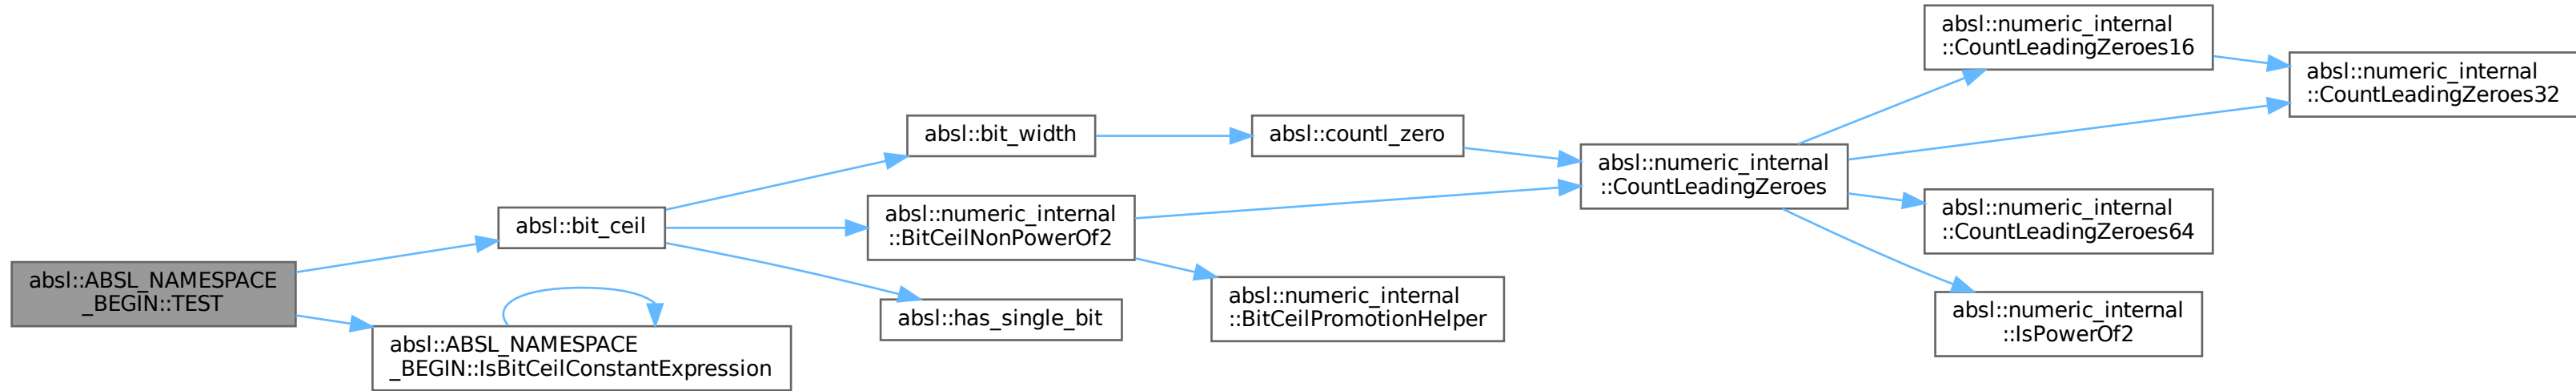 absl::ABSL_NAMESPACE
_BEGIN::TEST
absl::bit_ceil
absl::ABSL_NAMESPACE
_BEGIN::IsBitCeilConstantExpression
absl::bit_width
absl::numeric_internal
::BitCeilNonPowerOf2
absl::has_single_bit
absl::countl_zero
absl::numeric_internal
::BitCeilPromotionHelper
absl::numeric_internal
::CountLeadingZeroes
absl::numeric_internal
::CountLeadingZeroes16
absl::numeric_internal
::CountLeadingZeroes32
absl::numeric_internal
::CountLeadingZeroes64
absl::numeric_internal
::IsPowerOf2